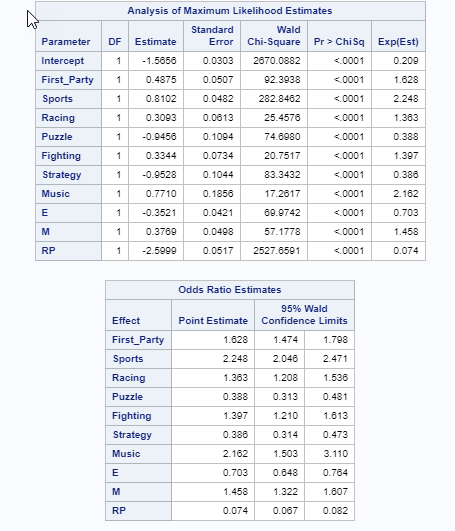 Analysis of Maximum Likelihood Estimates
Parameter DF Estimate Standard Error Wald Chi-Square Pr > ChiSq Exp(Est)
Intercept 1 -1.5656 0.0303 2670.0882 <.0001 0.209
First_Party 1 0.4875 0.0507 92.3938 <.0001 1.628
Sports 1 0.8102 0.0482 282.8462 <.0001 2.248
Racing 1 0.3093 0.0613 25.4576 <.0001 1.363
Puzzle 1 -0.9456 0.1094 74.6980 <.0001 0.388
Fighting 1 0.3344 0.0734 20.7517 <.0001 1.397
Strategy 1 -0.9528 0.1044 83.3432 <.0001 0.386
Music 1 0.7710 0.1856 17.2617 <.0001 2.162
E 1 -0.3521 0.0421 69.9742 <.0001 0.703
M 1 0.3769 0.0498 57.1778 <.0001 1.458
RP 1 -2.5999 0.0517 2527.6591 <.0001 0.074
Odds Ratio Estimates
Effect Point Estimate 95% Wald Confidence Limits
First_Party 1.628 1.474 1.798
Sports 2.248 2.046 2.471
Racing 1.363 1.208 1.536
Puzzle 0.388 0.313 0.481
Fighting 1.397 1.210 1.613
Strategy 0.386 0.314 0.473
Music 2.162 1.503 3.110
E 0.703 0.648 0.764
M 1.458 1.322 1.607
RP 0.074 0.067 0.082